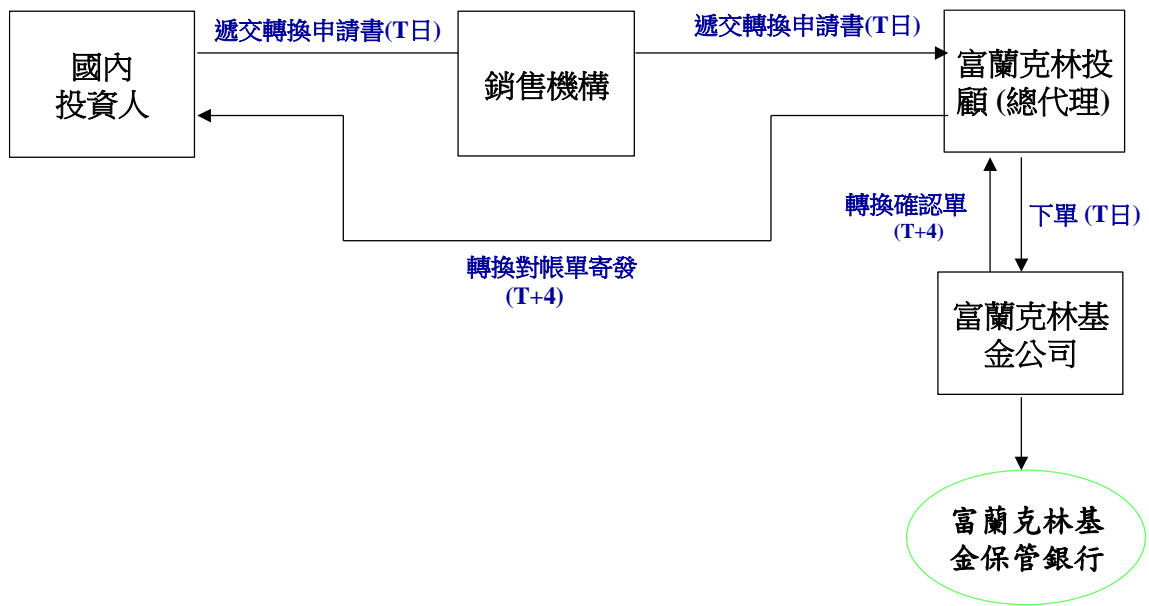 遞交轉換申請書(T日)
遞交轉換申請書(T日)
國內
投資人
銷售機構
富蘭克林投
顧 (總代理)
轉換確認單
(T+4)
下單 (T日)
轉換對帳單寄發
(T+4)
富蘭克林基
金公司
富蘭克林基
金保管銀行